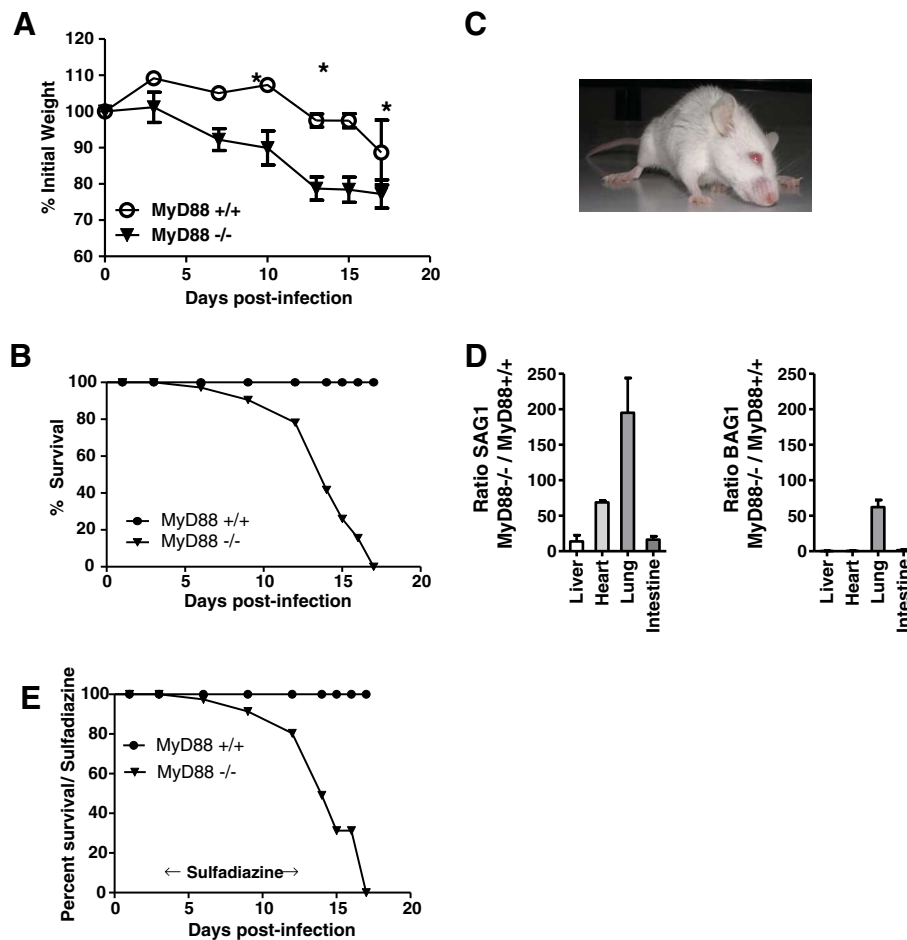 A
120
110
100
90
80
70
60
% Initial Weight
*
*
*
MyD88 +/+
MyD88 -/-
0 5 10 15 20
Days post-infection
B
100
80
60
40
20
0
% Survival
MyD88 +/+
MyD88 -/-
0 5 10 15 20
Days post-infection
C
D
250
200
150
100
50
0
Ratio SAG1
MyD88-/- / MyD88+/+
Liver
Heart
Lung
Intestine
250
200
150
100
50
0
Ratio BAG1
MyD88-/- / MyD88+/+
Liver
Heart
Lung
Intestine
E
100
80
60
40
20
0
Percent survival/ Sulfadiazine
MyD88 +/+
MyD88 -/-
← Sulfadiazine→
0 5 10 15 20
Days post-infection